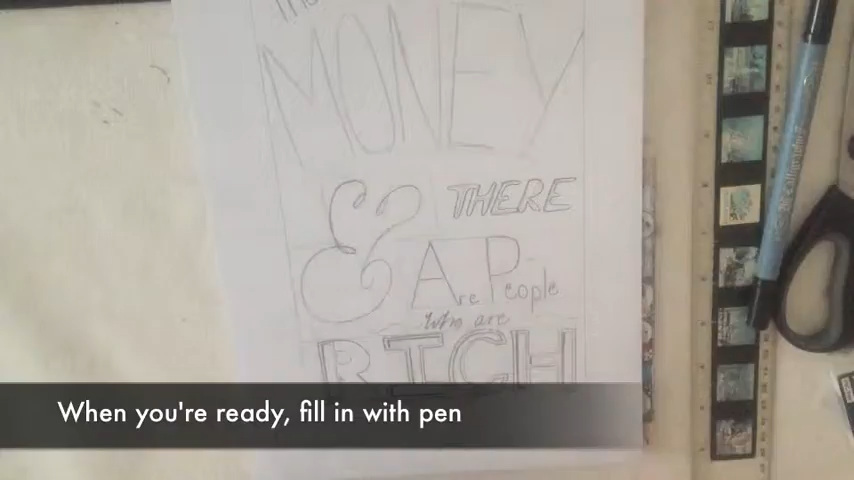 MONEY
& THERE
Are People
Who are
RICH
When you're ready, fill in with pen